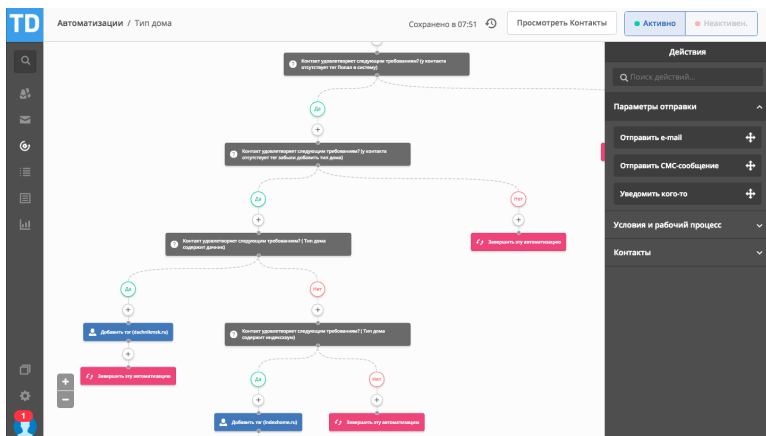 TD
Автоматизации / Тип дома
Сохранено в 07:51
Просмотреть Контакты
Активно
Неактивен.
Контакт удовлетворяет следующим требованиям? (у контакта
отсутствует тег Попал в систему)
Да
Контакт удовлетворяет следующим требованиям? (у контакта
отсутствует тег забыли добавить тип дома)
Да
Нет
Контакт удовлетворяет следующим требованиям? ( Тип дома
содержит дачник)
Завершить эту автоматизацию
Да
Нет
Добавить тэг (dachnikmsk.ru)
Контакт удовлетворяет следующим требованиям? ( Тип дома
содержит индексхоум)
Завершить эту автоматизацию
Да
Нет
Добавить тэг (indexhome.ru)
Завершить эту автоматизацию
Действия
Поиск действий...
Параметры отправки
Отправить e-mail
Отправить СМС-сообщение
Уведомить кого-то
Условия и рабочий процесс
Контакты
1